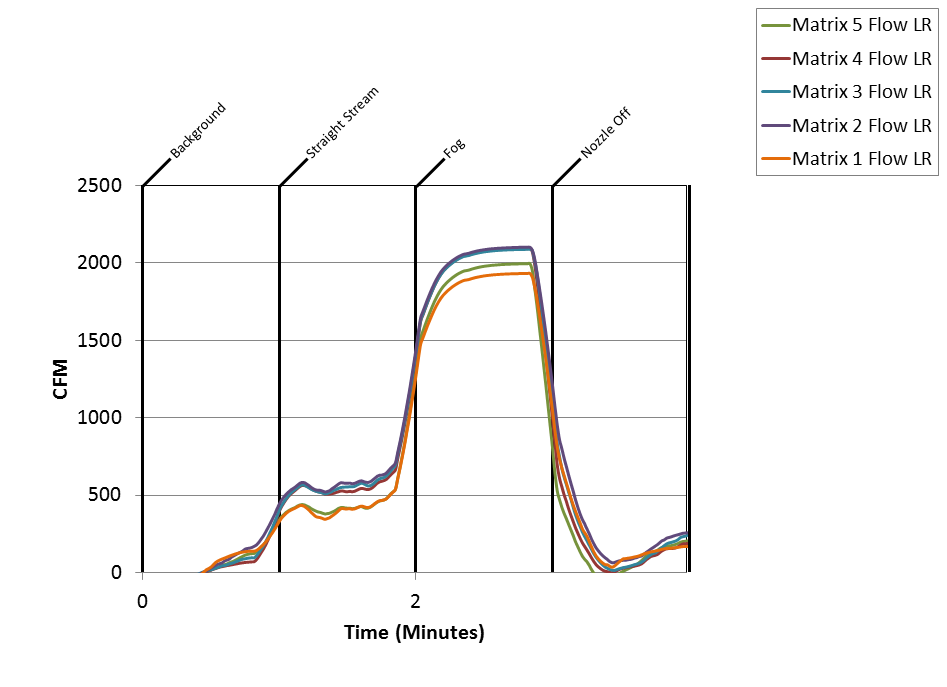 Matrix 5 Flow LR
Matrix 4 Flow LR
Matrix 3 Flow LR
Matrix 2 Flow LR
Matrix 1 Flow LR
Background
Straight Stream
Fog
Nozzle Off
2500
2000
1500
1000
500
0
CFM
0
2
Time (Minutes)